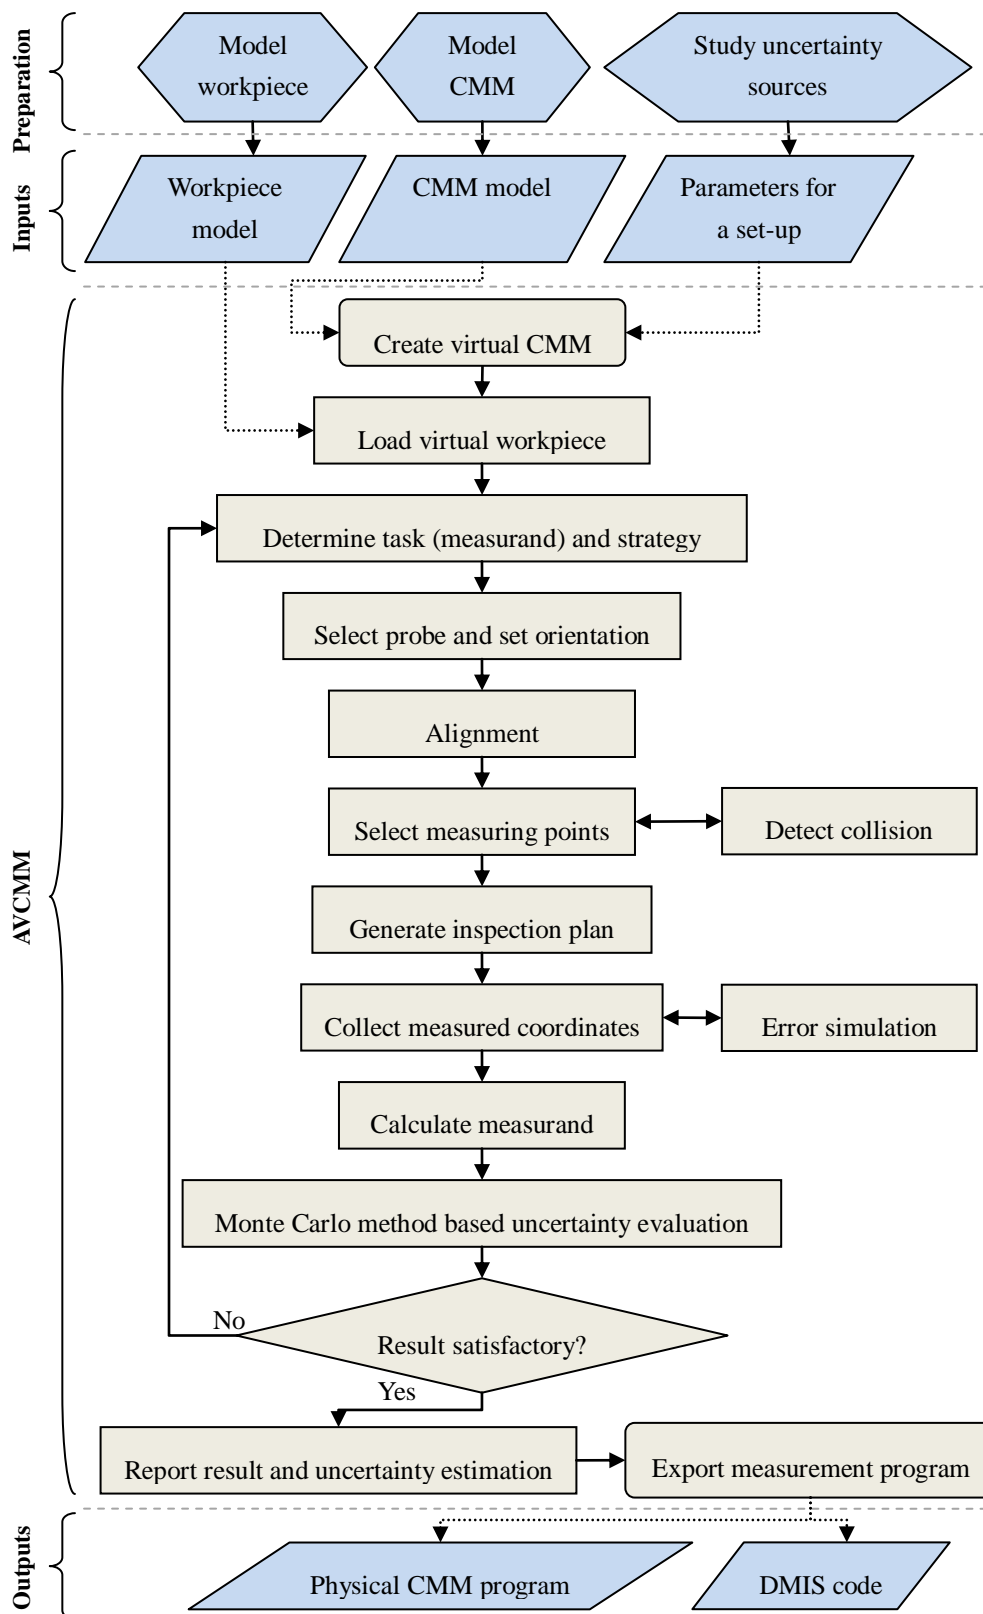 Preparation
Model
workpiece
Model
CMM
Study uncertainty
sources
Inputs
Workpiece
model
CMM model
Parameters for
a set-up
AVCMM
Create virtual CMM
Load virtual workpiece
Determine task (measurand) and strategy
Select probe and set orientation
Alignment
Select measuring points
Detect collision
Generate inspection plan
Collect measured coordinates
Error simulation
Calculate measurand
Monte Carlo method based uncertainty evaluation
No
Result satisfactory?
Yes
Report result and uncertainty estimation
Export measurement program
Outputs
Physical CMM program
DMIS code